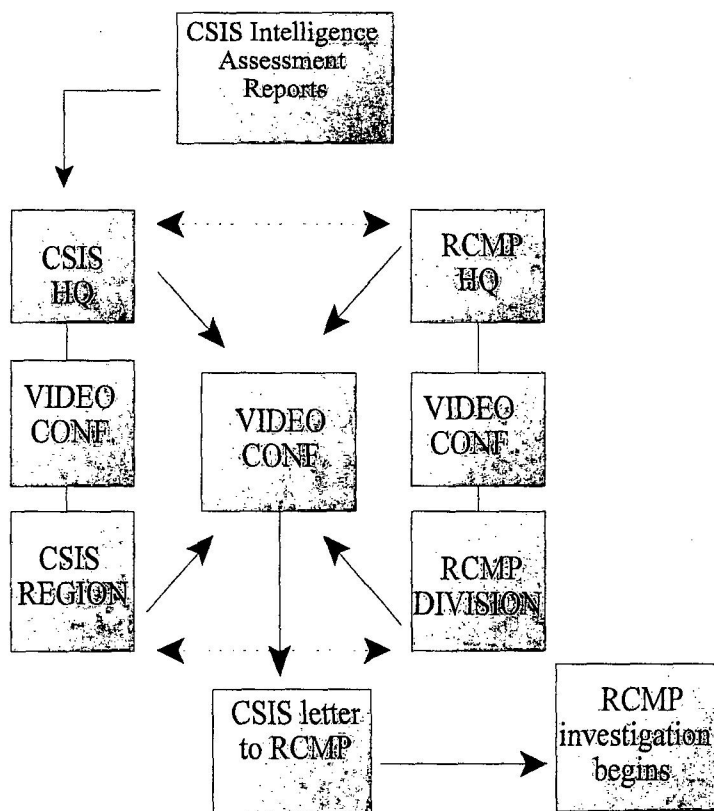 CSIS Intelligence
Assessment
Reports
CSIS
HQ
RCMP
HQ
VIDEO
CONF
VIDEO
CONF
VIDEO
CONF
CSIS
REGION
RCMP
DIVISION
CSIS letter
to RCMP
RCMP
investigation
begins